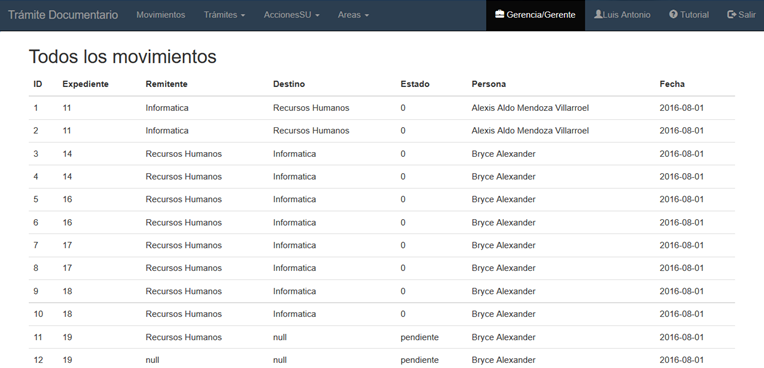 Trámite Documentario Movimientos Trámites AccionesSU Areas Gerencia/Gerente Luis Antonio Tutorial Salir
Todos los movimientos
ID Expediente Remitente Destino Estado Persona Fecha
1 11 Informatica Recursos Humanos 0 Alexis Aldo Mendoza Villarroel 2016-08-01
2 11 Informatica Recursos Humanos 0 Alexis Aldo Mendoza Villarroel 2016-08-01
3 14 Recursos Humanos Informatica 0 Bryce Alexander 2016-08-01
4 14 Recursos Humanos Informatica 0 Bryce Alexander 2016-08-01
5 16 Recursos Humanos Informatica 0 Bryce Alexander 2016-08-01
6 16 Recursos Humanos Informatica 0 Bryce Alexander 2016-08-01
7 17 Recursos Humanos Informatica 0 Bryce Alexander 2016-08-01
8 17 Recursos Humanos Informatica 0 Bryce Alexander 2016-08-01
9 18 Recursos Humanos Informatica 0 Bryce Alexander 2016-08-01
10 18 Recursos Humanos Informatica 0 Bryce Alexander 2016-08-01
11 19 Recursos Humanos null pendiente Bryce Alexander 2016-08-01
12 19 null null pendiente Bryce Alexander 2016-08-01